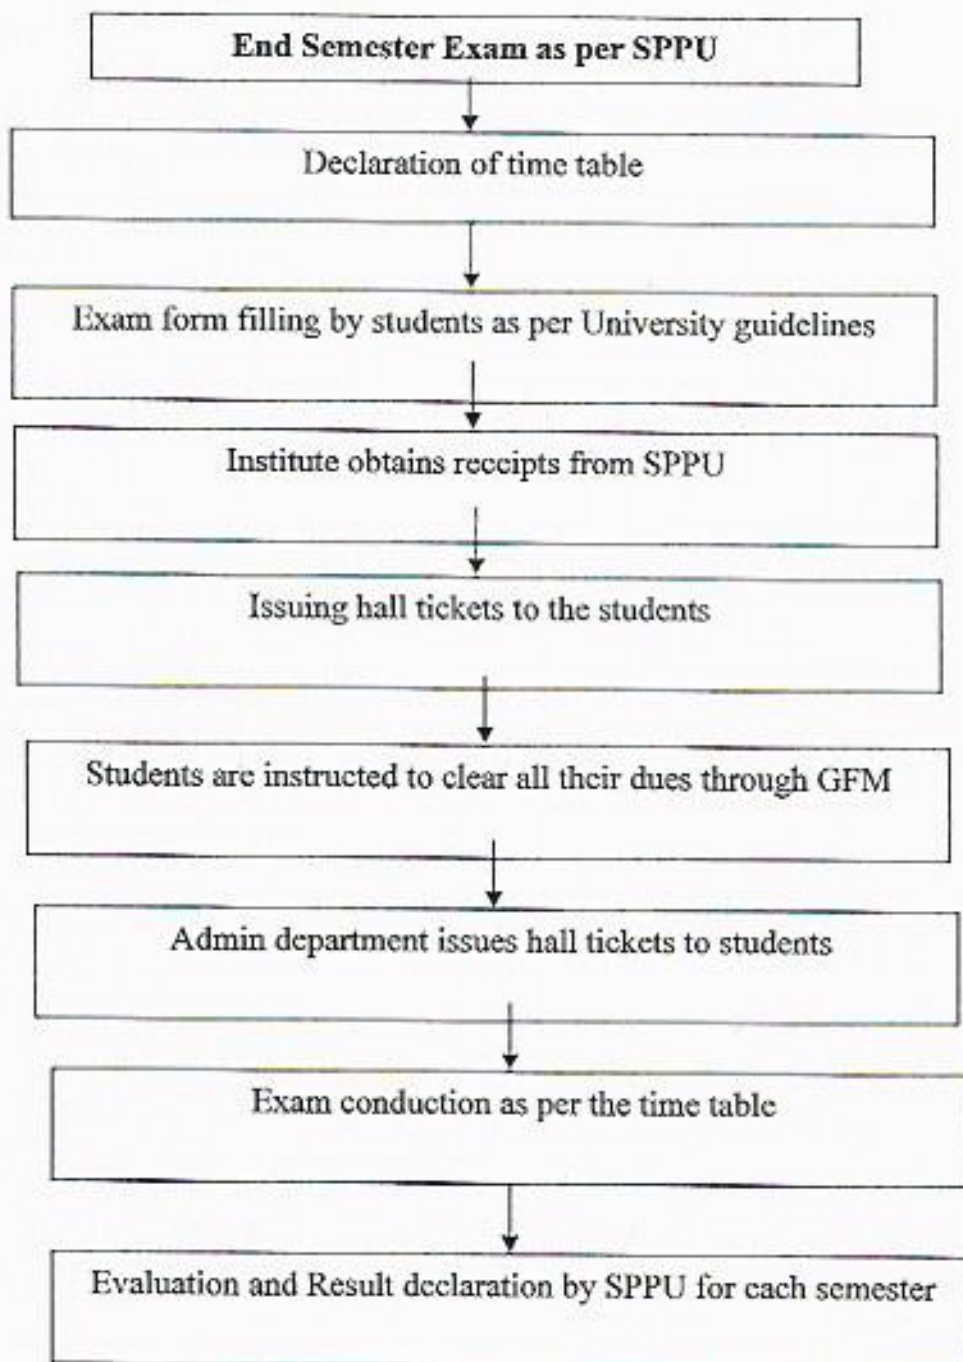 End Semester Exam as per SPPU
Declaration of time table
Exam form filling by students as per University guidelines
Institute obtains receipts from SPPU
Issuing hall tickets to the students
Students are instructed to clear all their dues through GFM
Admin department issues hall tickets to students
Exam conduction as per the time table
Evaluation and Result declaration by SPPU for each semester